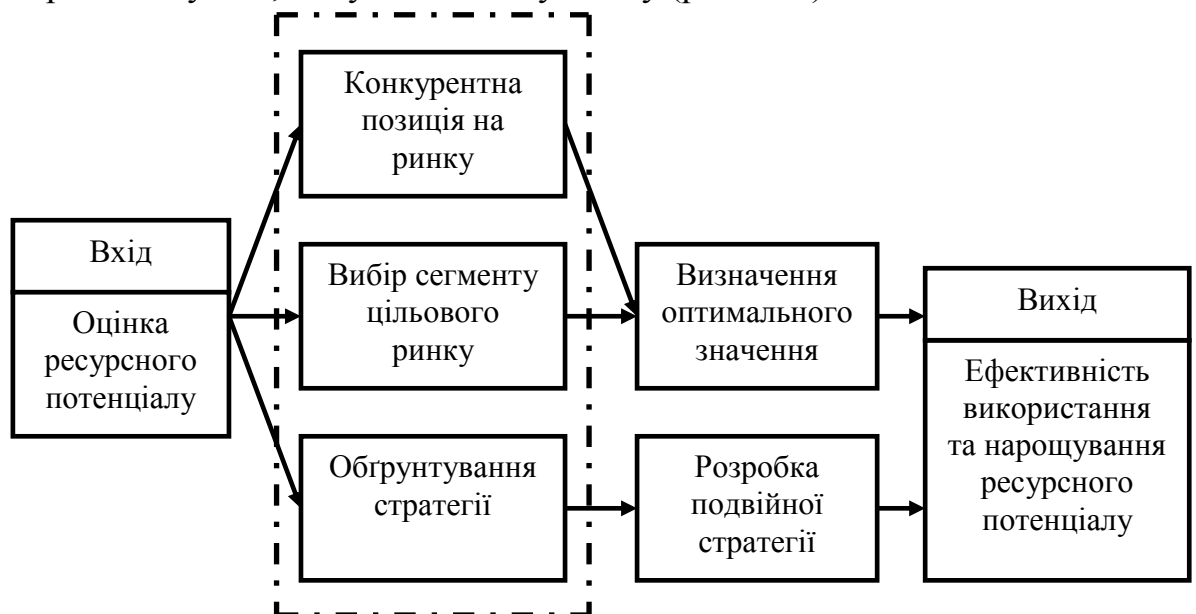 Конкурентна
позиція на
ринку
Вхід
Оцінка
ресурсного
потенціалу
Вибір сегменту
цільового
ринку
Обґрунтування
стратегії
Визначення
оптимального
значення
Розробка
подвійної
стратегії
Вихід
Ефективність
використання
та нарощування
ресурсного
потенціалу